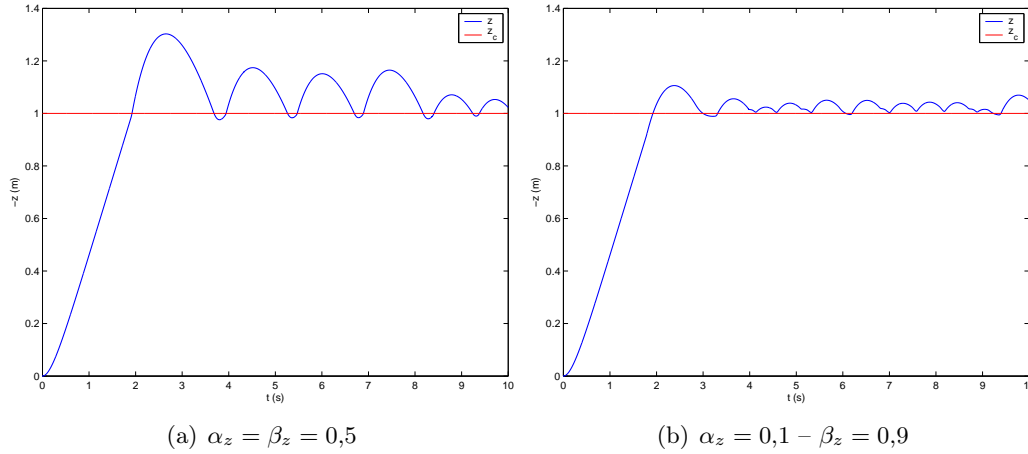 1.4
1.2
1
0.8
0.6
0.4
0.2
0
−z (m)
0 1 2 3 4 5 6 7 8 9 10
t (s)
z
z_c
(a) α_z = β_z = 0,5
1.4
1.2
1
0.8
0.6
0.4
0.2
0
−z (m)
0 1 2 3 4 5 6 7 8 9 10
t (s)
z
z_c
(b) α_z = 0,1 – β_z = 0,9